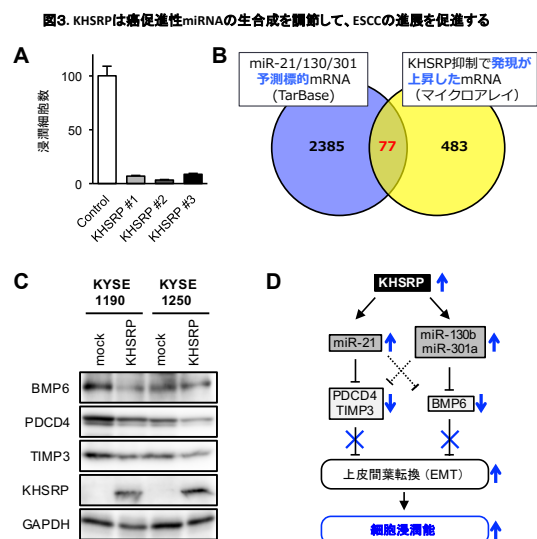 図3. KHSRPは癌促進性miRNAの生合成を調節して、ESCCの進展を促進する
A
浸潤細胞数
100
50
0
Control
KHSRP #1
KHSRP #2
KHSRP #3
B
miR-21/130/301
予測標的mRNA
(TarBase)
KHSRP抑制で発現が
上昇したmRNA
(マイクロアレイ)
2385
77
483
C
KYSE
1190
KYSE
1250
mock
KHSRP
mock
KHSRP
BMP6
PDCD4
TIMP3
KHSRP
GAPDH
D
KHSRP
miR-21
miR-130b
miR-301a
PDCD4
TIMP3
BMP6
上皮間葉転換（EMT）
細胞浸潤能